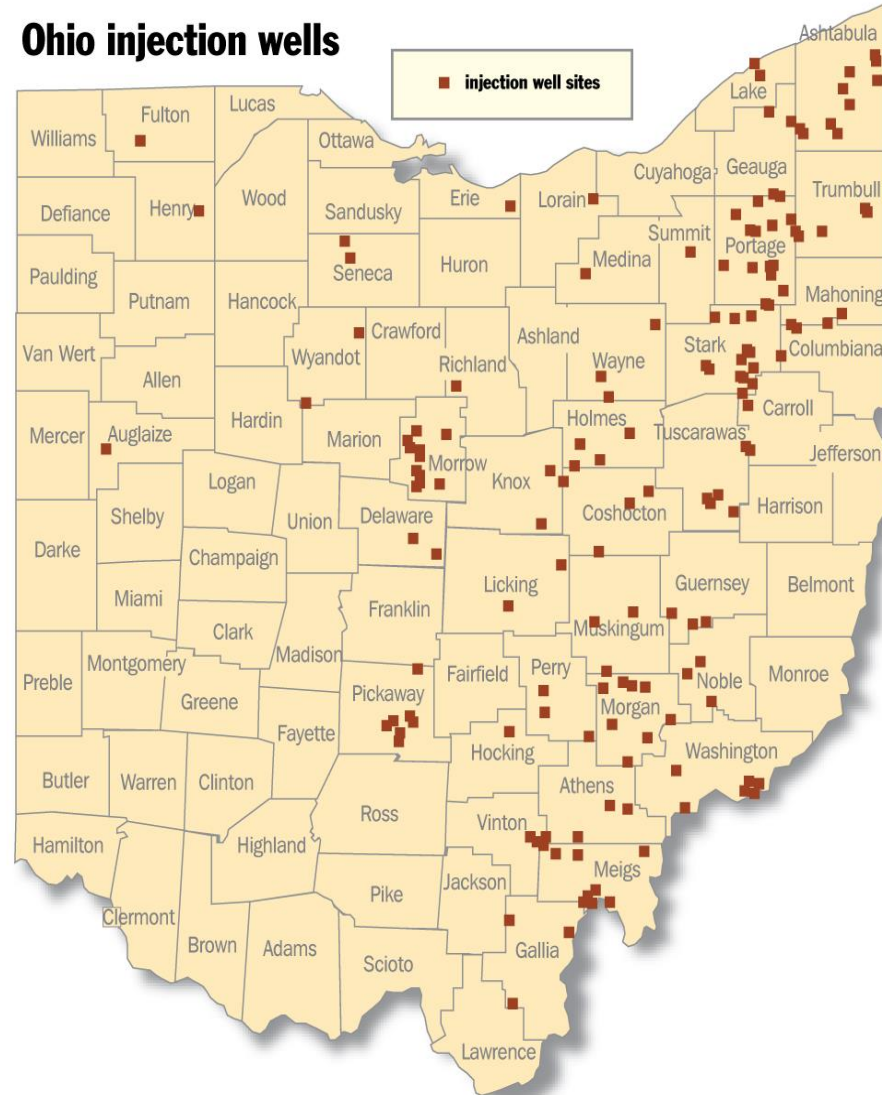 Ohio injection wells
injection well sites
Ashtabula
Lake
Fulton
Lucas
Williams
Ottawa
Cuyahoga
Geauga
Trumbull
Defiance
Henry
Wood
Sandusky
Erie
Lorain
Summit
Portage
Medina
Paulding
Seneca
Huron
Mahoning
Putnam
Hancock
Ashland
Van Wert
Wyandot
Crawford
Richland
Wayne
Stark
Columbiana
Allen
Carroll
Mercer
Auglaize
Hardin
Marion
Morrow
Holmes
Tuscarawas
Jefferson
Knox
Logan
Shelby
Union
Delaware
Coshocton
Harrison
Darke
Champaign
Miami
Licking
Guernsey
Belmont
Franklin
Clark
Muskingum
Madison
Montgomery
Preble
Greene
Pickaway
Fairfield
Perry
Noble
Monroe
Morgan
Fayette
Hocking
Washington
Butler
Warren
Clinton
Athens
Ross
Vinton
Hamilton
Highland
Meigs
Pike
Jackson
Clermont
Brown
Adams
Scioto
Gallia
Lawrence